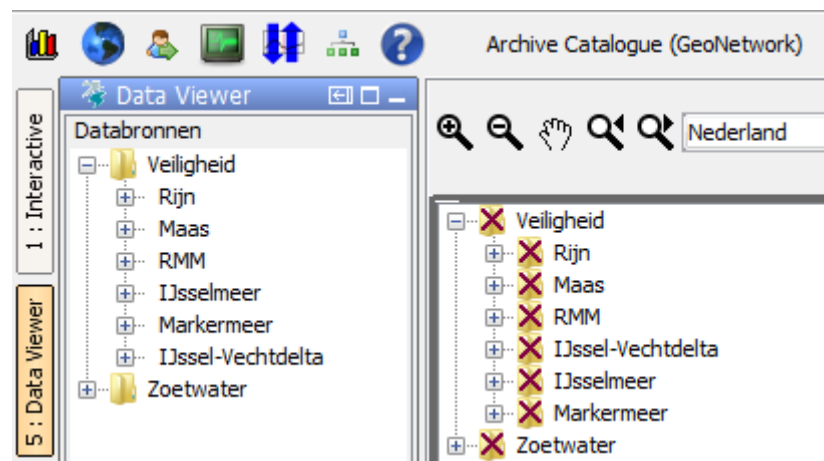 Archive Catalogue (GeoNetwork)
1 : Interactive
5 : Data Viewer
Data Viewer
Databronnen
Veiligheid
Rijn
Maas
RMM
IJsselmeer
Markermeer
IJssel-Vechtdelta
Zoetwater
Nederland
Veiligheid
Rijn
Maas
RMM
IJssel-Vechtdelta
IJsselmeer
Markermeer
Zoetwater